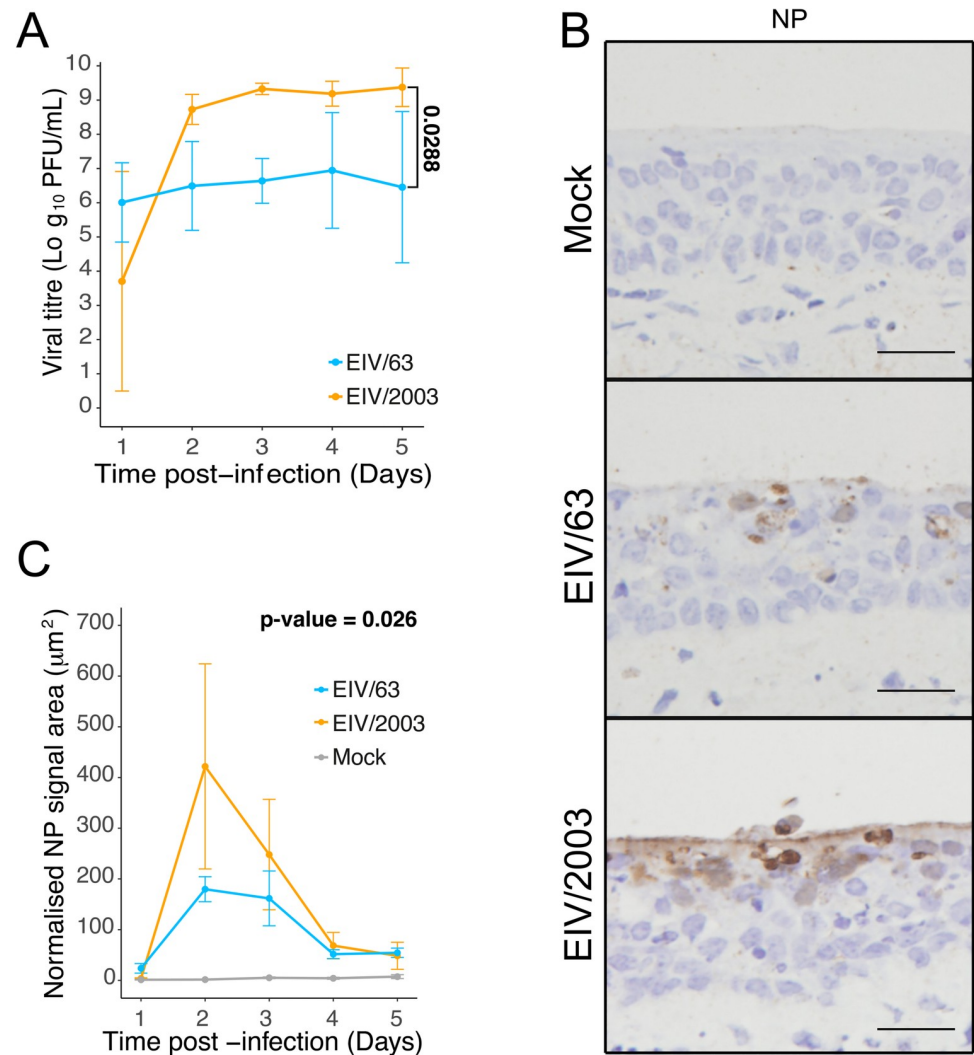 A
10
9
8
7
6
5
4
3
2
1
0
Viral titre (Lo g10 PFU/mL)
0.0288
EIV/63
EIV/2003
1 2 3 4 5
Time post-infection (Days)
B
NP
Mock
EIV/63
EIV/2003
C
700
600
500
400
300
200
100
0
Normalised NP signal area (μm²)
p-value = 0.026
EIV/63
EIV/2003
Mock
1 2 3 4 5
Time post -infection (Days)